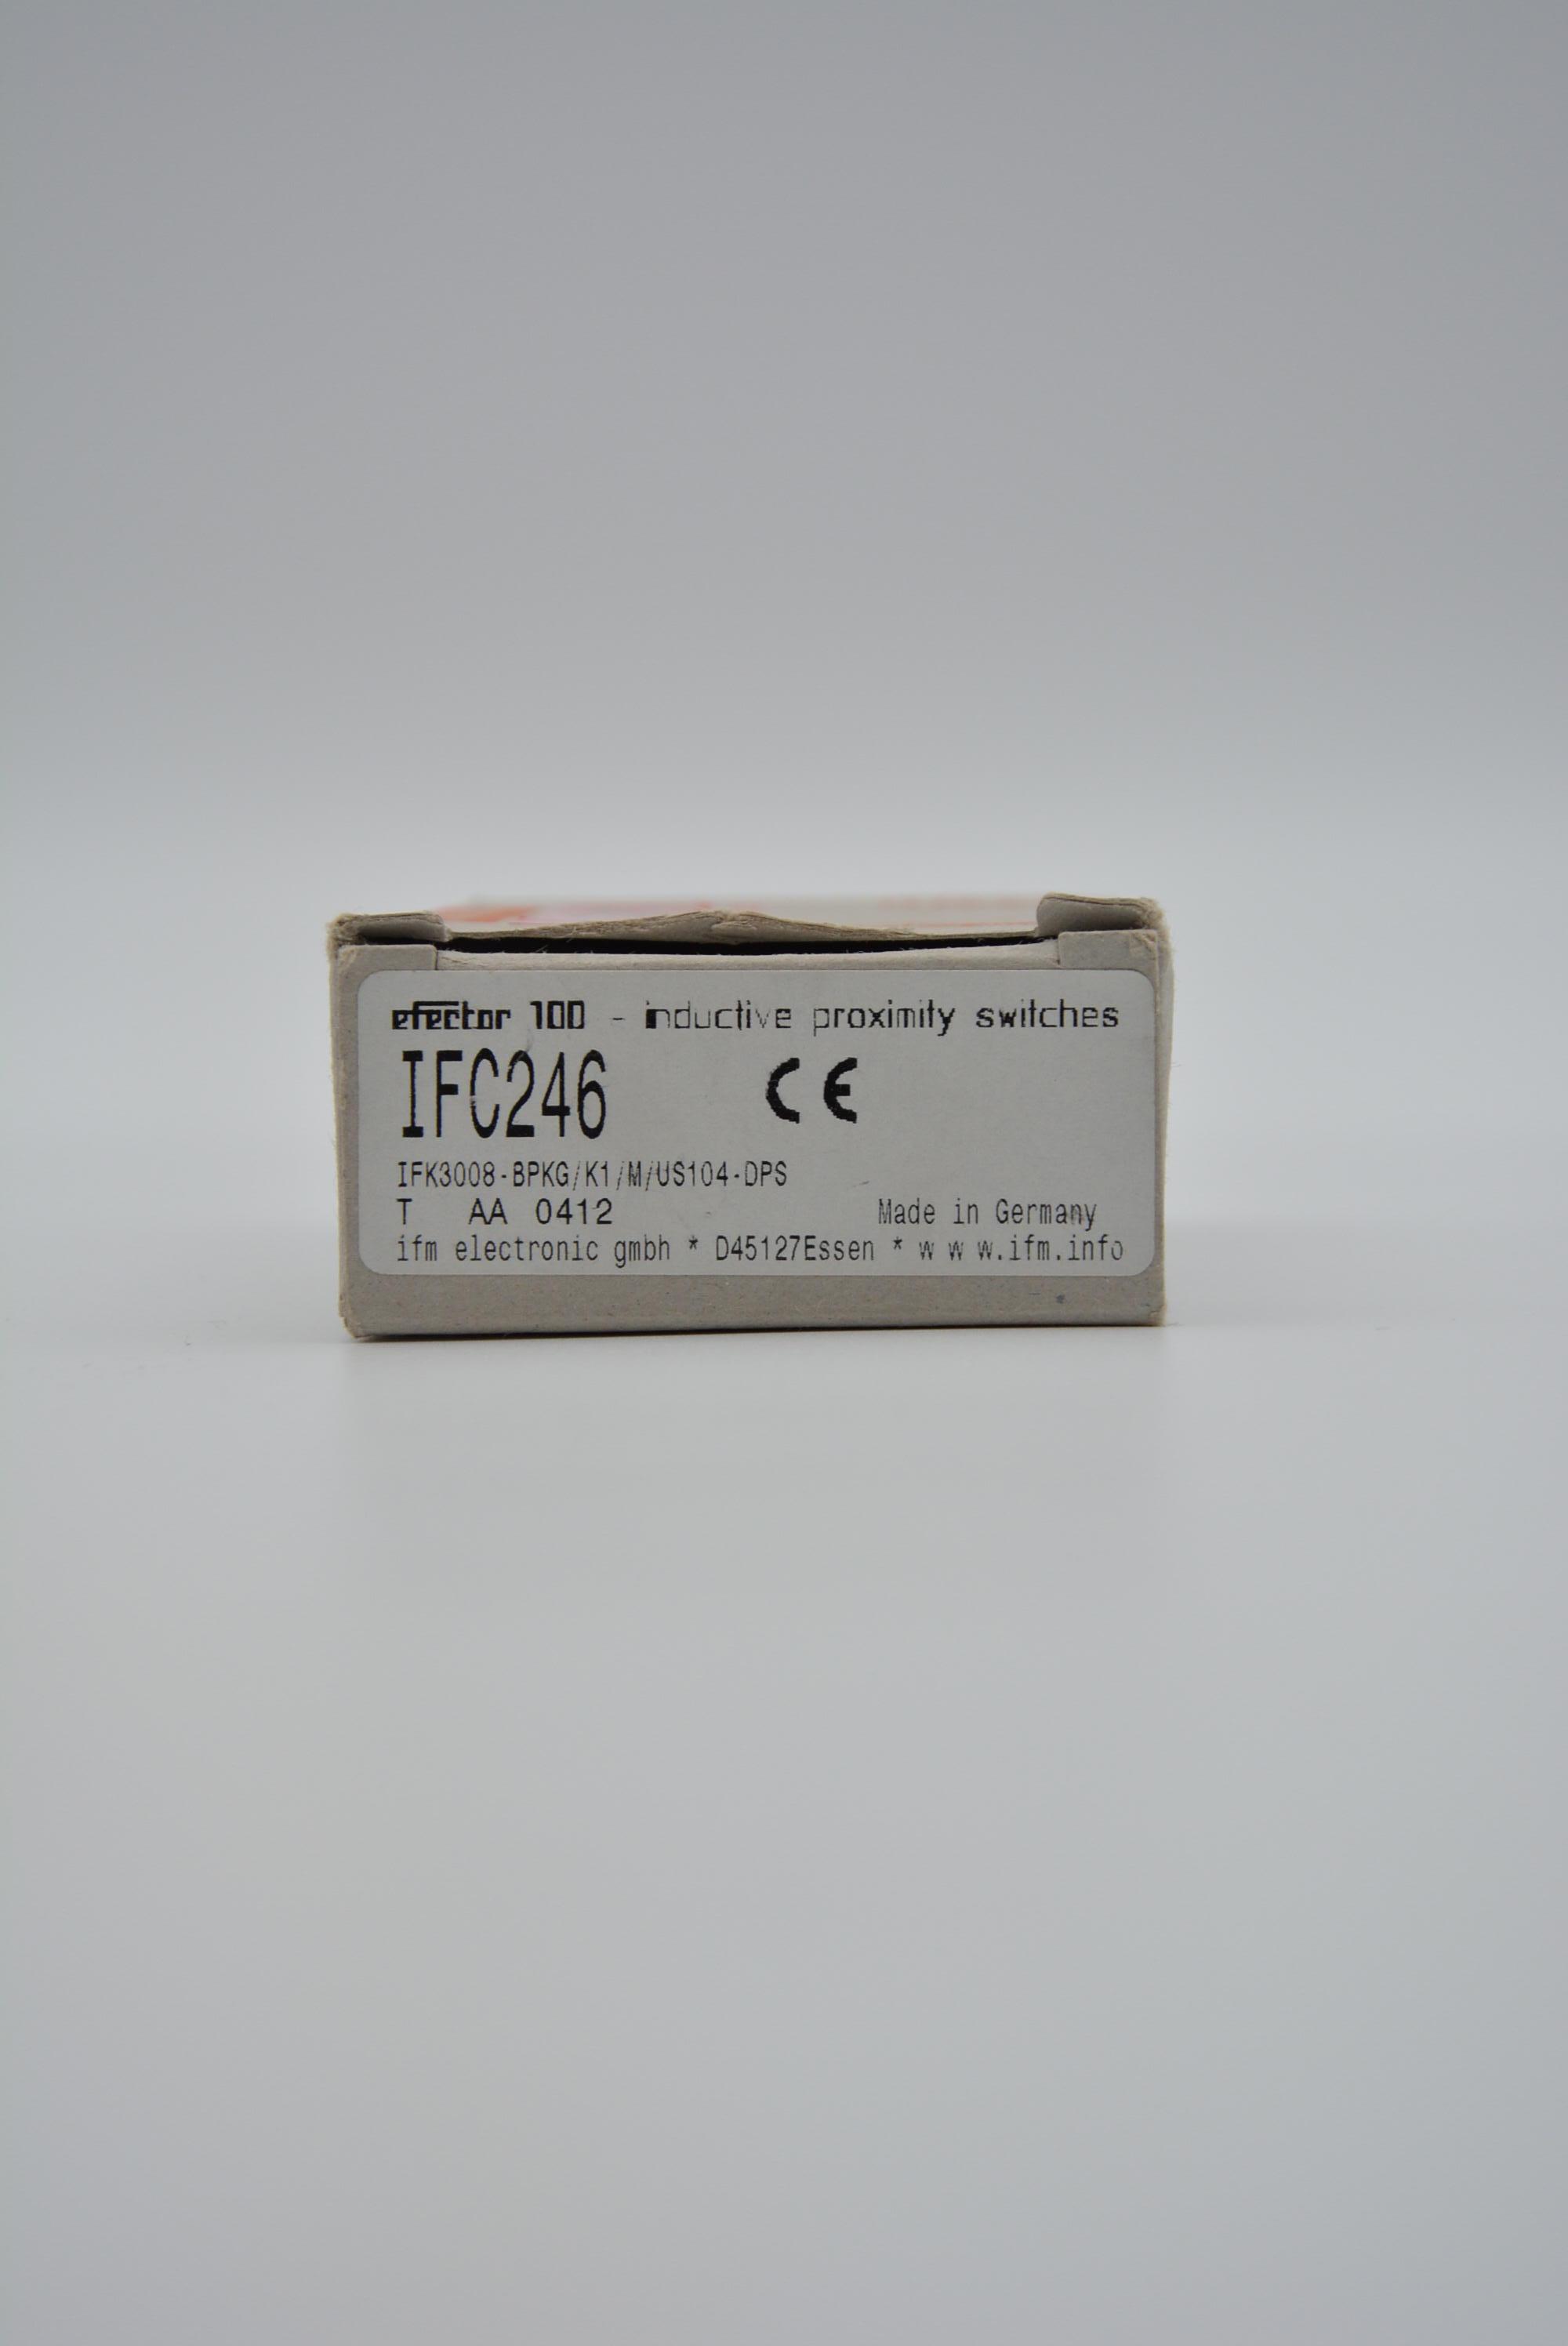 efector 100 - inductive proximity switches
IFC246 CE
IFK3008-BPKG/K1/M/US104-DPS
T AA 0412 Made in Germany
ifm electronic gmbh * D45127Essen * w w w.ifm.info